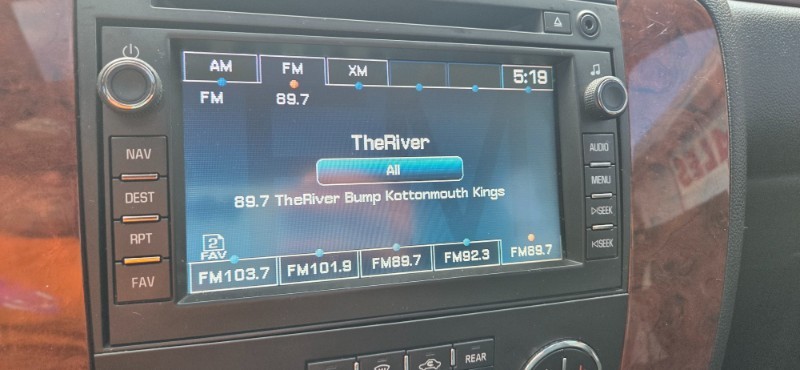 AM FM XM 5:19
FM 89.7
TheRiver
All
89.7 TheRiver Bump Kottonmouth Kings
2
FAV
FM103.7 FM101.9 FM89.7 FM92.3 FM89.7
NAV
DEST
RPT
FAV
AUDIO
MENU
SEEK
SEEK
REAR